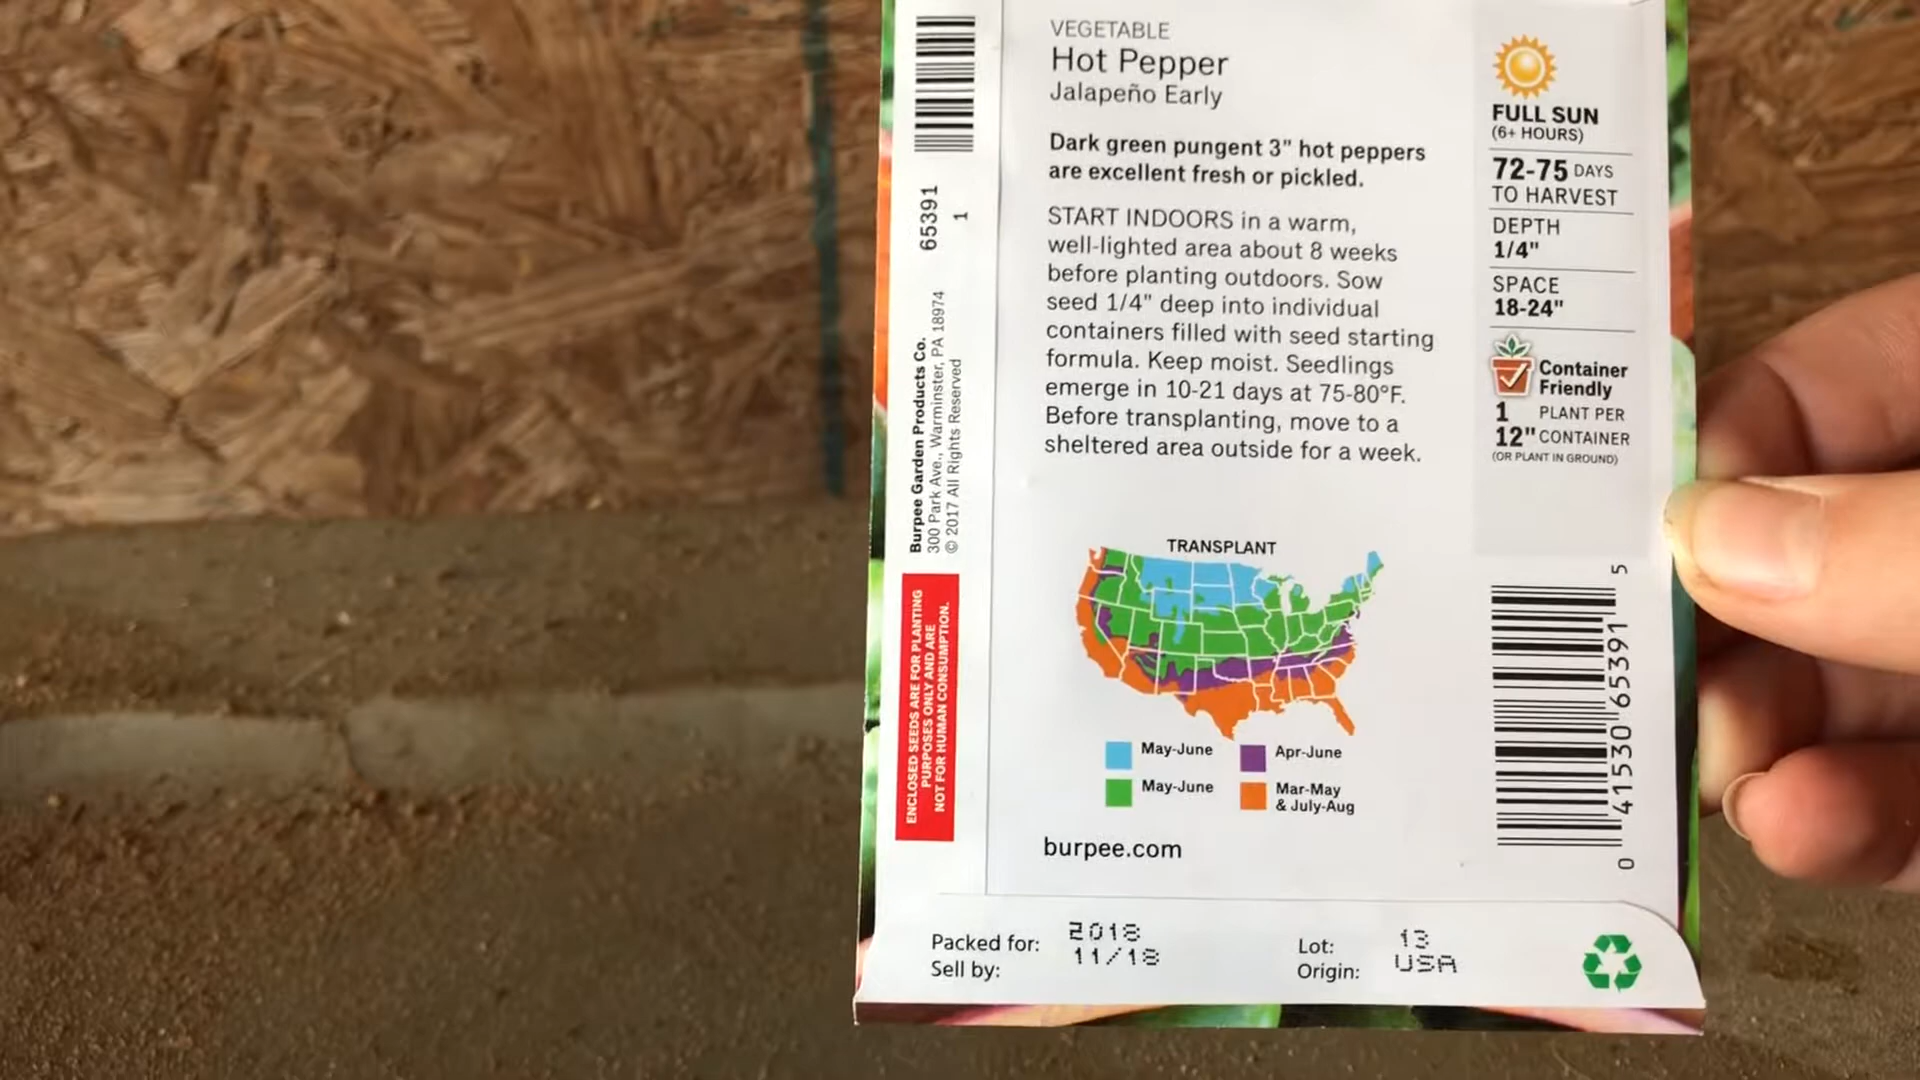 VEGETABLE
Hot Pepper
Jalapeño Early
Dark green pungent 3" hot peppers
are excellent fresh or pickled.
START INDOORS in a warm,
well-lighted area about 8 weeks
before planting outdoors. Sow
seed 1/4" deep into individual
containers filled with seed starting
formula. Keep moist. Seedlings
emerge in 10-21 days at 75-80°F.
Before transplanting, move to a
sheltered area outside for a week.
TRANSPLANT
May-June
Apr-June
May-June
Mar-May
& July-Aug
burpee.com
FULL SUN
(6+ HOURS)
72-75 DAYS
TO HARVEST
DEPTH
1/4"
SPACE
18-24"
Container
Friendly
1 PLANT PER
12" CONTAINER
(OR PLANT IN GROUND)
0 41530 65391 5
65391
1
Burpee Garden Products Co.
300 Park Ave., Warminster, PA 18974
© 2017 All Rights Reserved
ENCLOSED SEEDS ARE FOR PLANTING
PURPOSES ONLY AND ARE
NOT FOR HUMAN CONSUMPTION.
Packed for: 2018
Sell by: 11/18
Lot: 13
Origin: USA